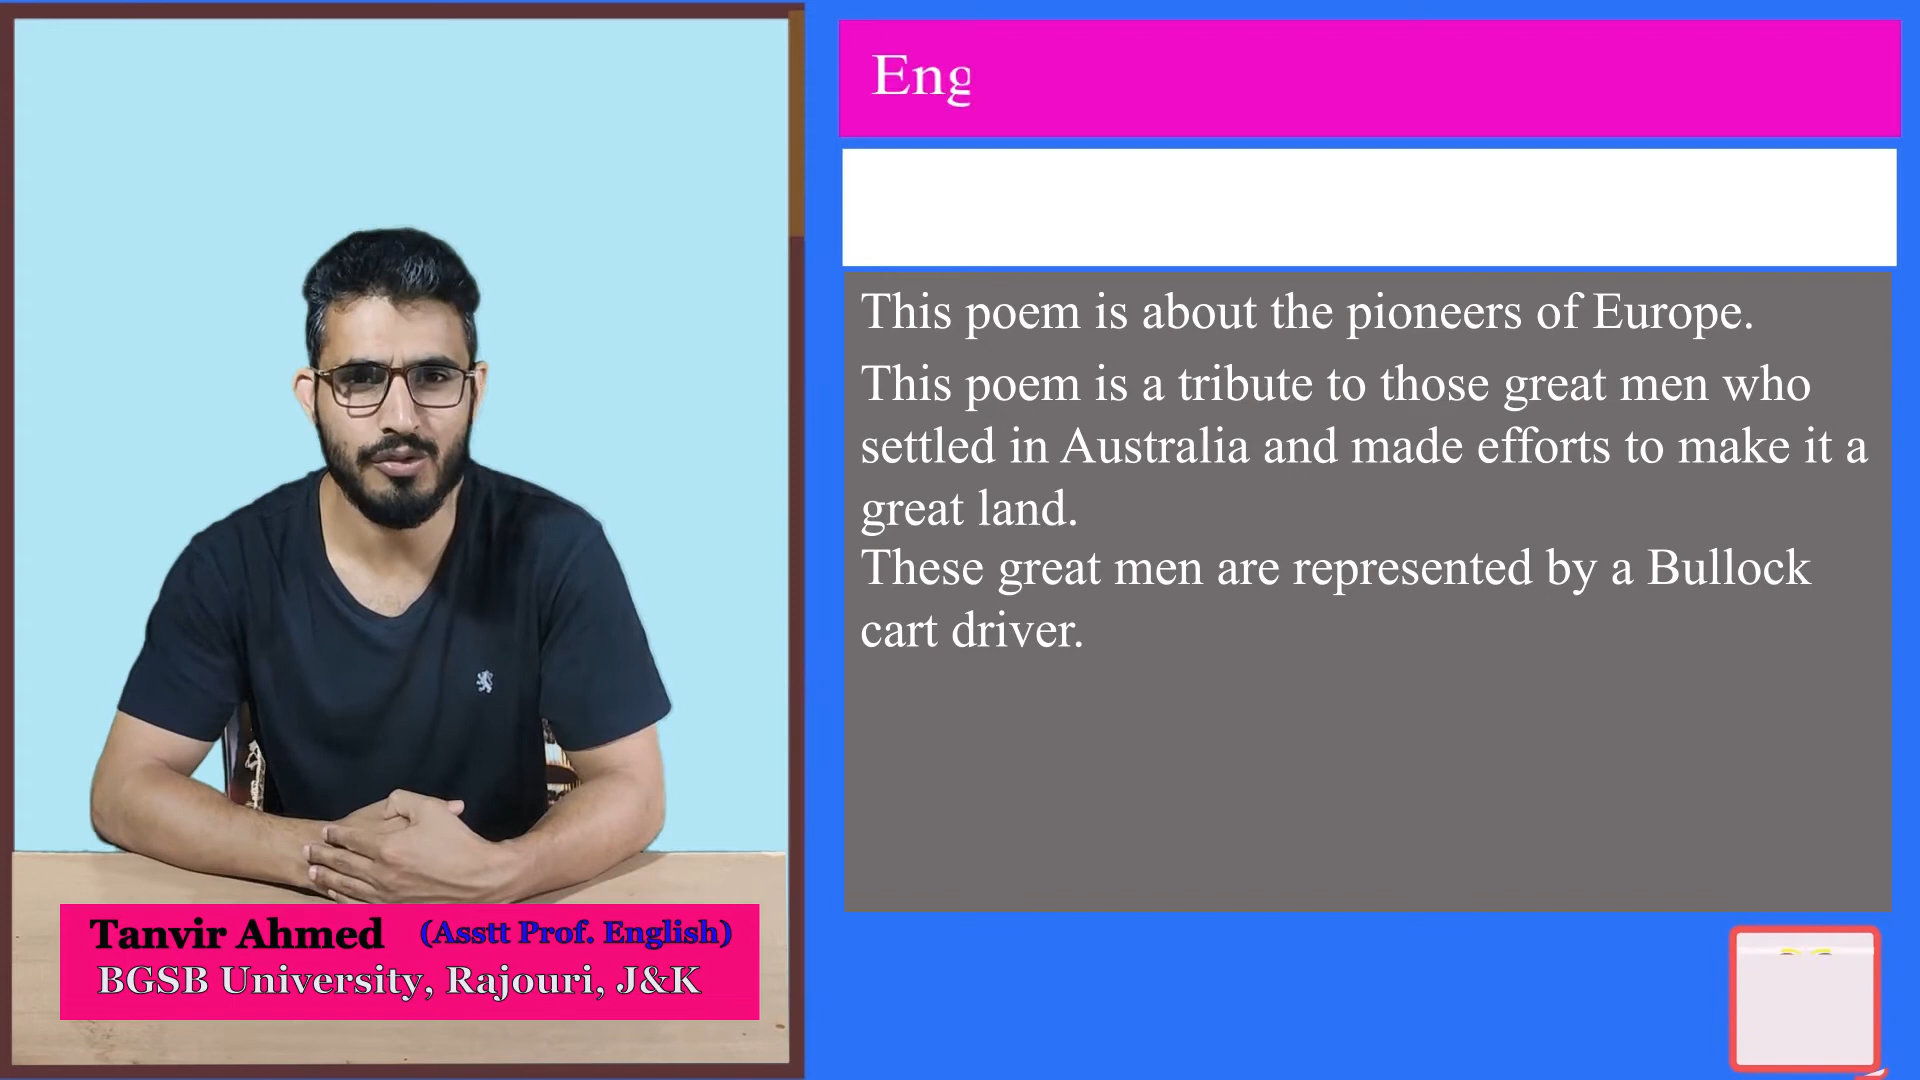 Eng
This poem is about the pioneers of Europe.
This poem is a tribute to those great men who
settled in Australia and made efforts to make it a
great land.
These great men are represented by a Bullock
cart driver.
Tanvir Ahmed (Asstt Prof. English)
BGSB University, Rajouri, J&K